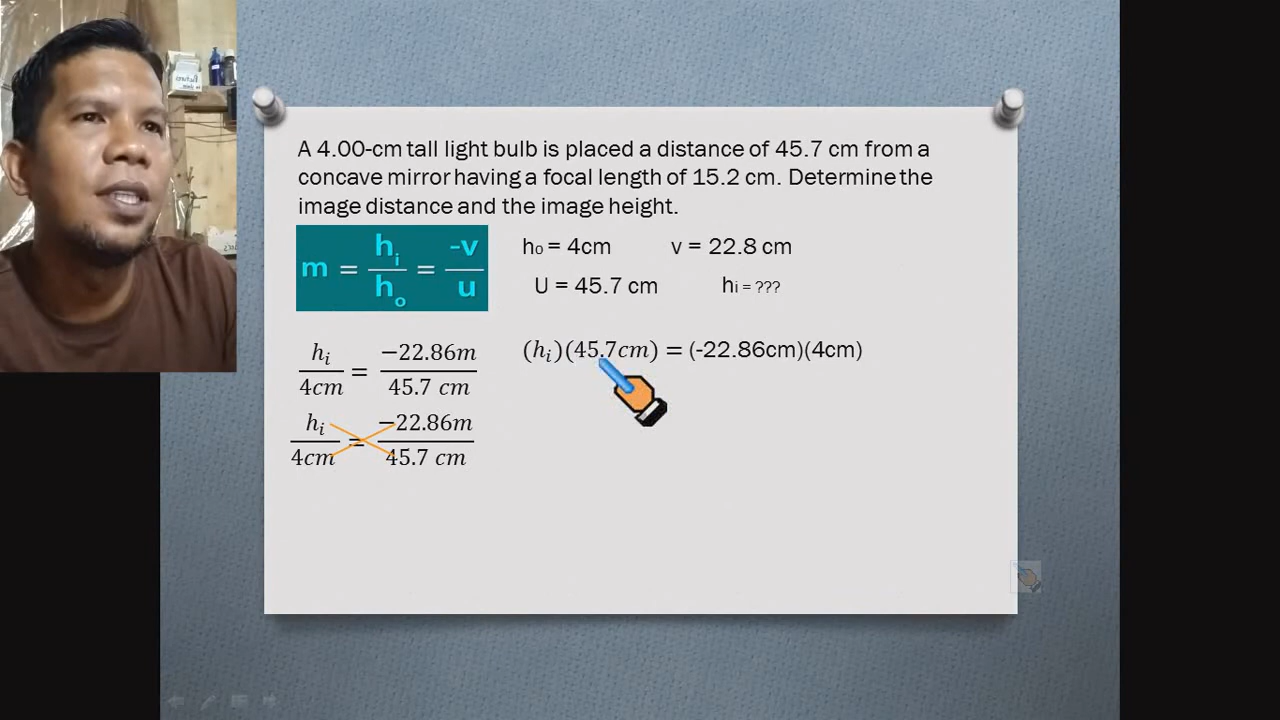 A 4.00-cm tall light bulb is placed a distance of 45.7 cm from a
concave mirror having a focal length of 15.2 cm. Determine the
image distance and the image height.
m = hᵢ/hₒ = -v/u
hₒ = 4cm v = 22.8 cm
U = 45.7 cm hᵢ = ???
hᵢ/4cm = −22.86m/45.7 cm
(hᵢ)(45.7cm) = (-22.86cm)(4cm)
hᵢ/4cm = −22.86m/45.7 cm